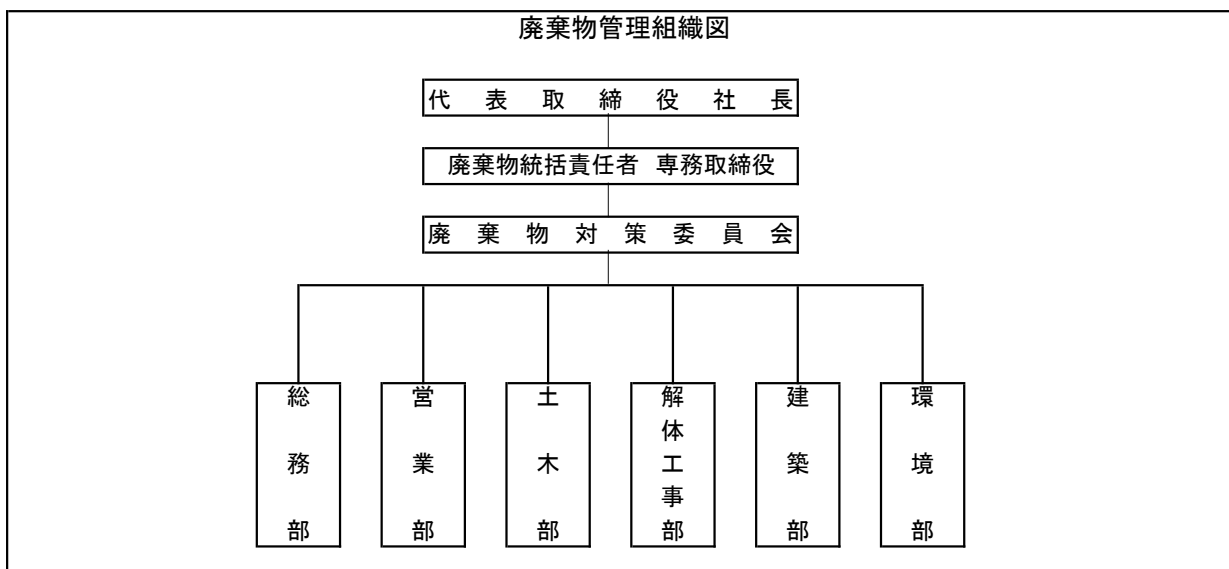 廃棄物管理組織図
代表取締役社長
廃棄物統括責任者 専務取締役
廃棄物対策委員会
総務部
営業部
土木部
解体工事部
建築部
環境部